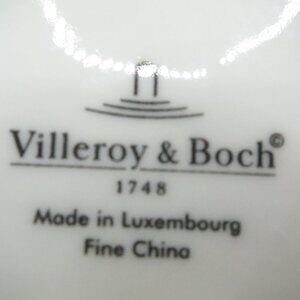 Villeroy & Boch©
1748
Made in Luxembourg
Fine China